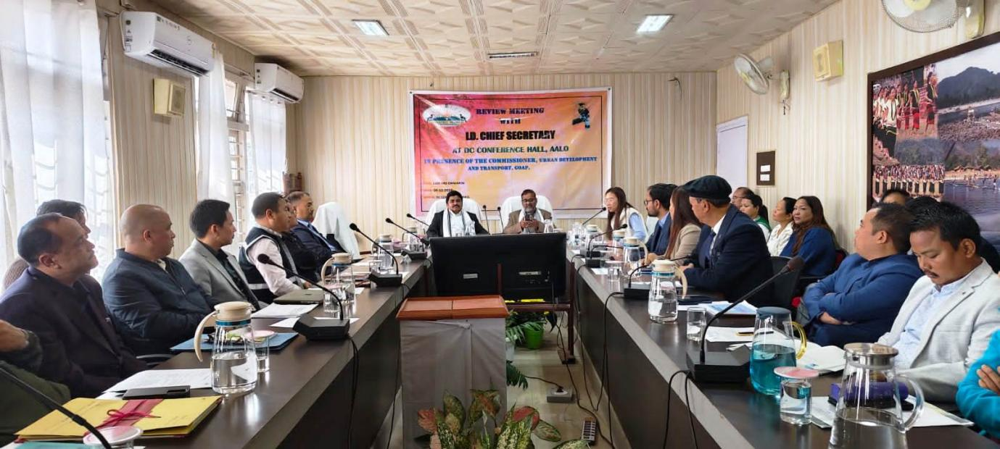 REVIEW MEETING
WITH
LD. CHIEF SECRETARY
AT DC CONFERENCE HALL, AALO
IN PRESENCE OF THE COMMISSIONER, URBAN DEVELOPMENT
AND TRANSPORT, GOAP.